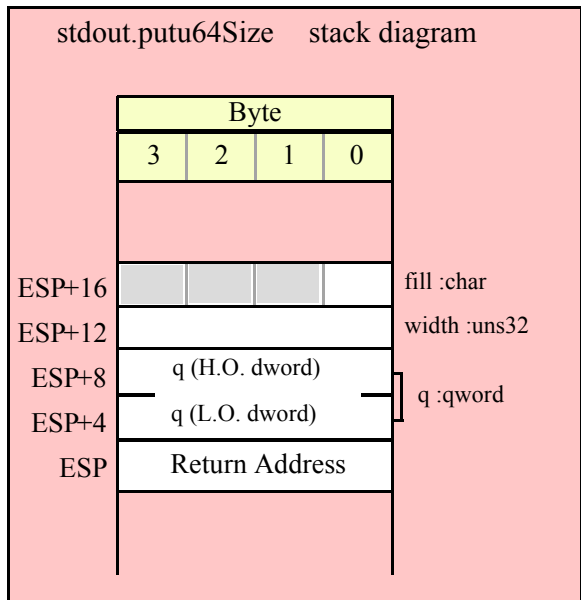 stdout.putu64Size stack diagram
Byte
3 2 1 0
ESP+16 fill :char
ESP+12 width :uns32
ESP+8 q (H.O. dword)
q :qword
ESP+4 q (L.O. dword)
ESP Return Address